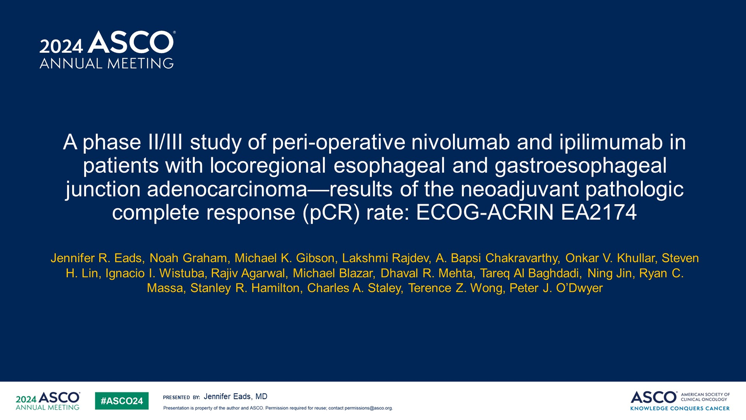 2024 ASCO®
ANNUAL MEETING
A phase II/III study of peri-operative nivolumab and ipilimumab in
patients with locoregional esophageal and gastroesophageal
junction adenocarcinoma—results of the neoadjuvant pathologic
complete response (pCR) rate: ECOG-ACRIN EA2174
Jennifer R. Eads, Noah Graham, Michael K. Gibson, Lakshmi Rajdev, A. Bapsi Chakravarthy, Onkar V. Khullar, Steven
H. Lin, Ignacio I. Wistuba, Rajiv Agarwal, Michael Blazar, Dhaval R. Mehta, Tareq Al Baghdadi, Ning Jin, Ryan C.
Massa, Stanley R. Hamilton, Charles A. Staley, Terence Z. Wong, Peter J. O’Dwyer
2024 ASCO
ANNUAL MEETING
#ASCO24
PRESENTED BY: Jennifer Eads, MD
Presentation is property of the author and ASCO. Permission required for reuse; contact permissions@asco.org.
ASCO AMERICAN SOCIETY OF
CLINICAL ONCOLOGY
KNOWLEDGE CONQUERS CANCER